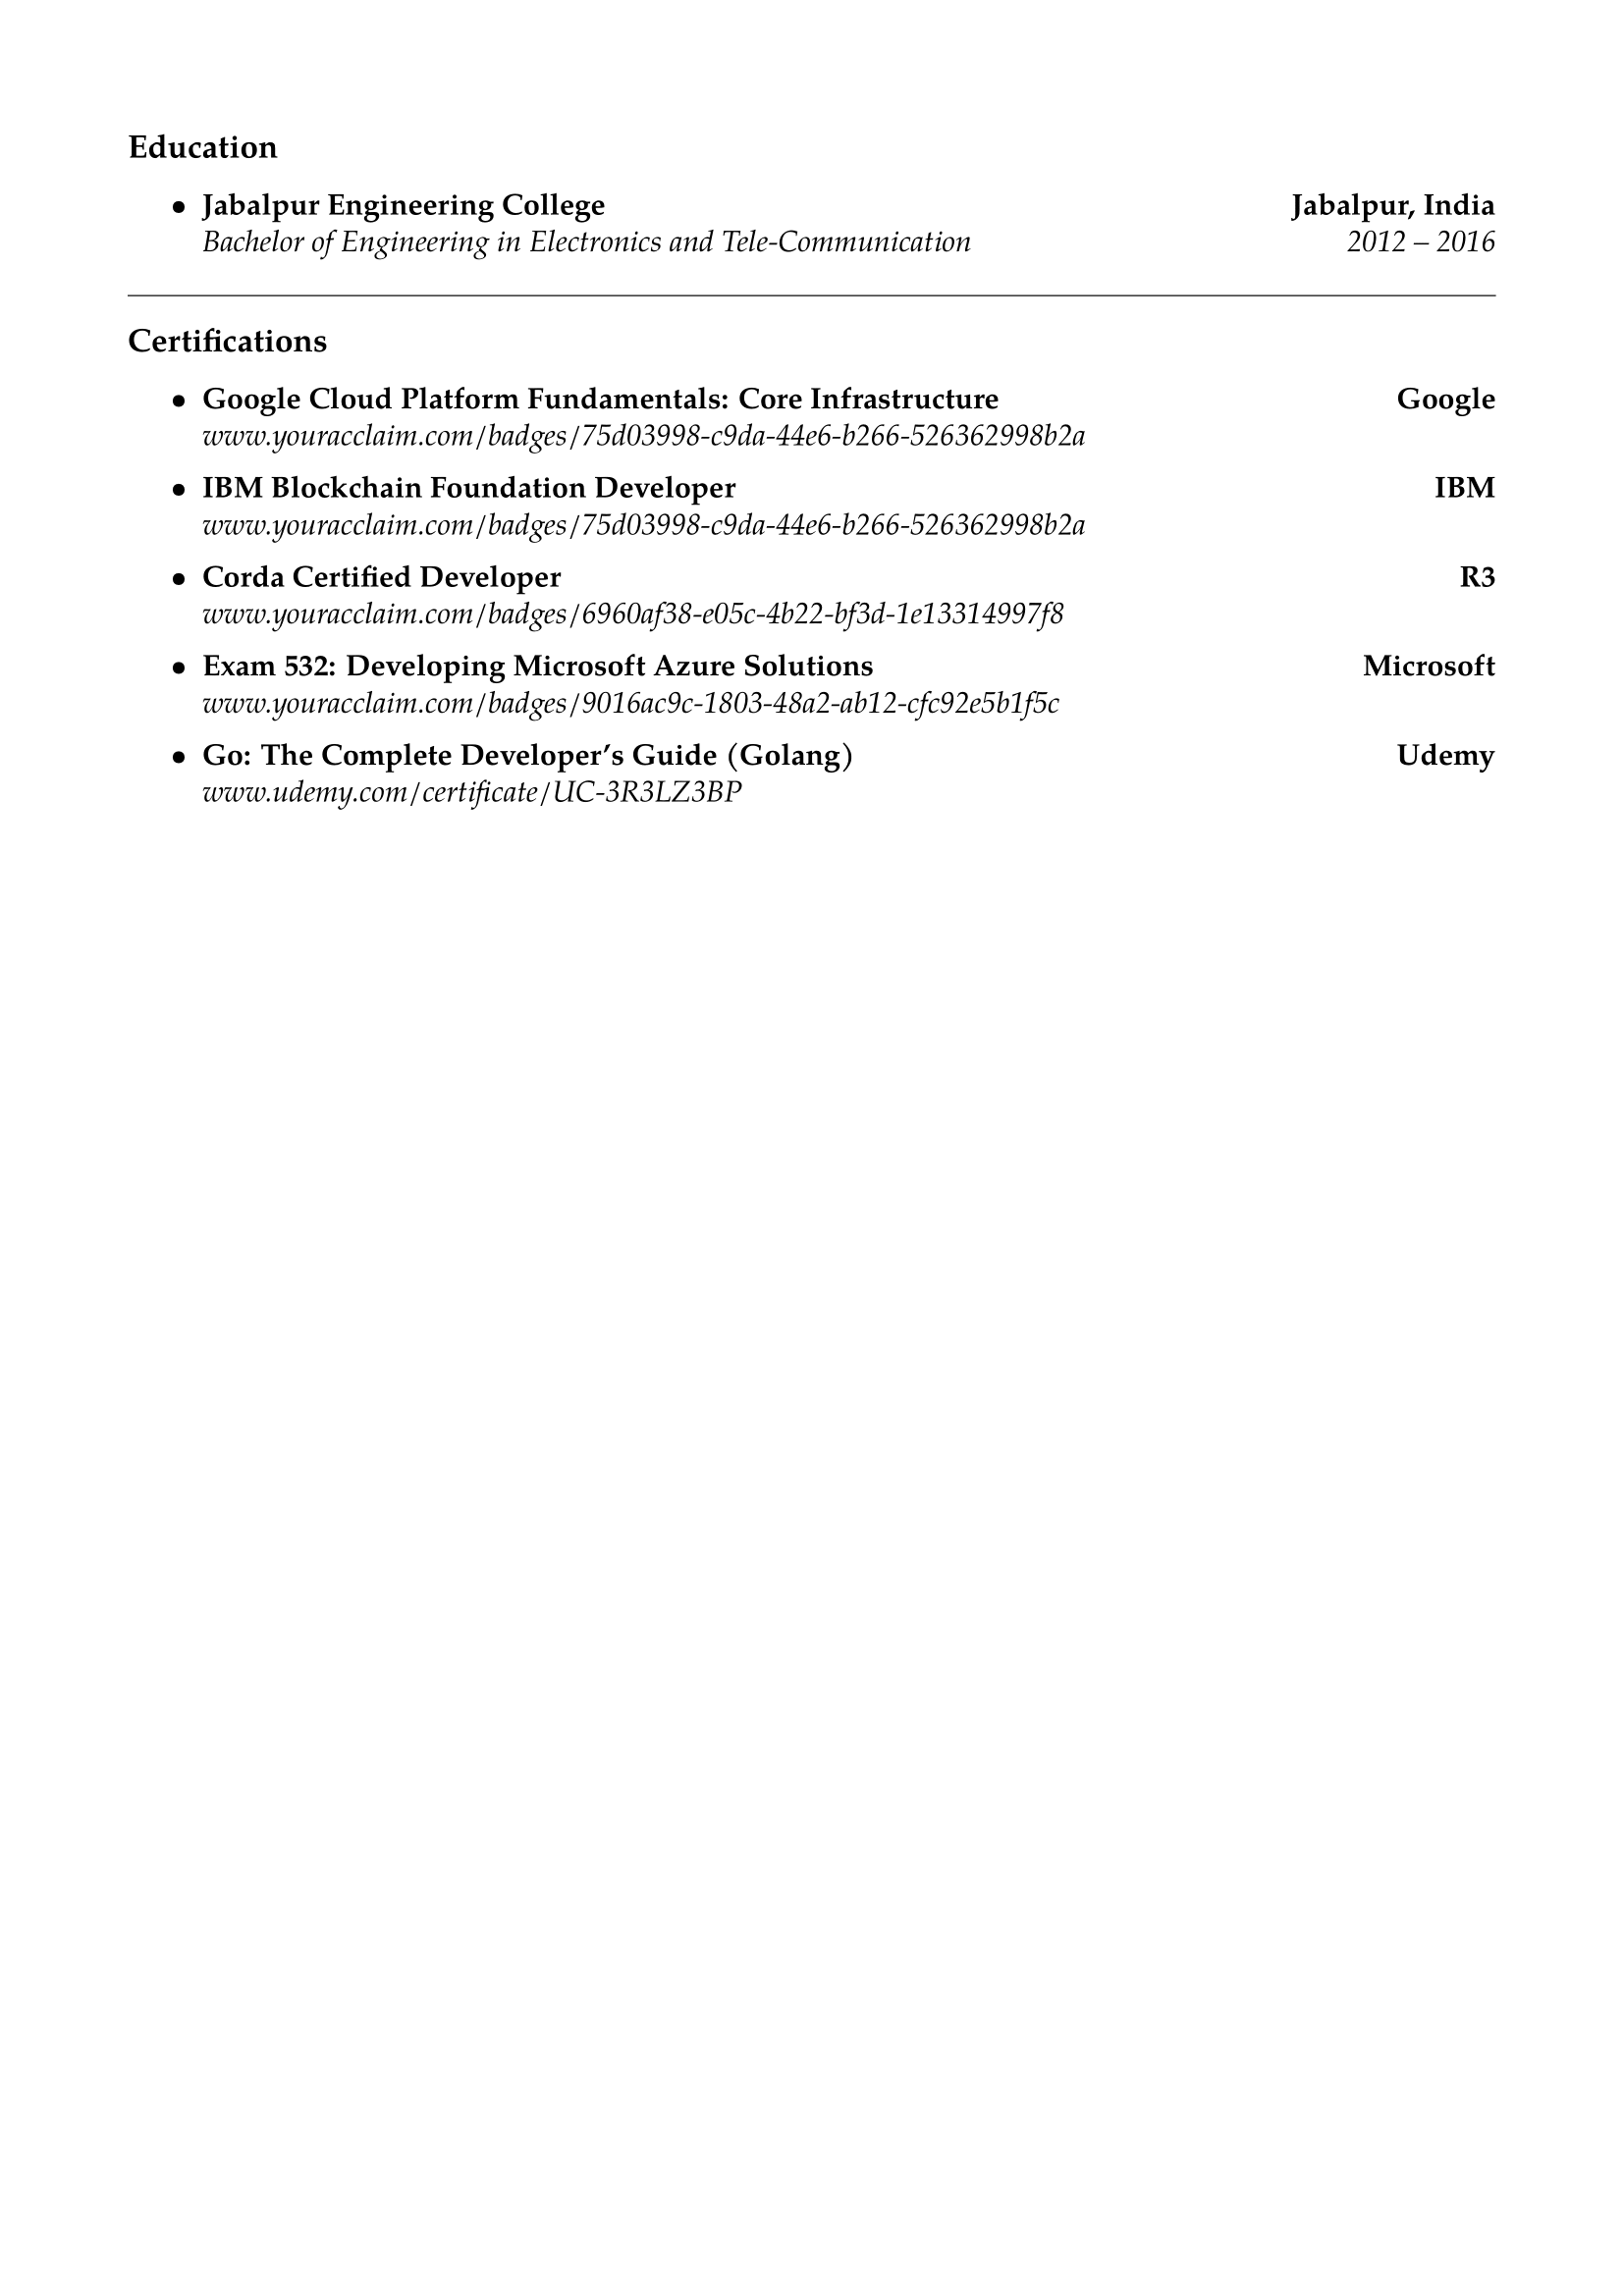 Education
• Jabalpur Engineering College Jabalpur, India
Bachelor of Engineering in Electronics and Tele-Communication 2012 – 2016
Certifications
• Google Cloud Platform Fundamentals: Core Infrastructure Google
www.youracclaim.com/badges/75d03998-c9da-44e6-b266-526362998b2a
• IBM Blockchain Foundation Developer IBM
www.youracclaim.com/badges/75d03998-c9da-44e6-b266-526362998b2a
• Corda Certified Developer R3
www.youracclaim.com/badges/6960af38-e05c-4b22-bf3d-1e13314997f8
• Exam 532: Developing Microsoft Azure Solutions Microsoft
www.youracclaim.com/badges/9016ac9c-1803-48a2-ab12-cfc92e5b1f5c
• Go: The Complete Developer’s Guide (Golang) Udemy
www.udemy.com/certificate/UC-3R3LZ3BP